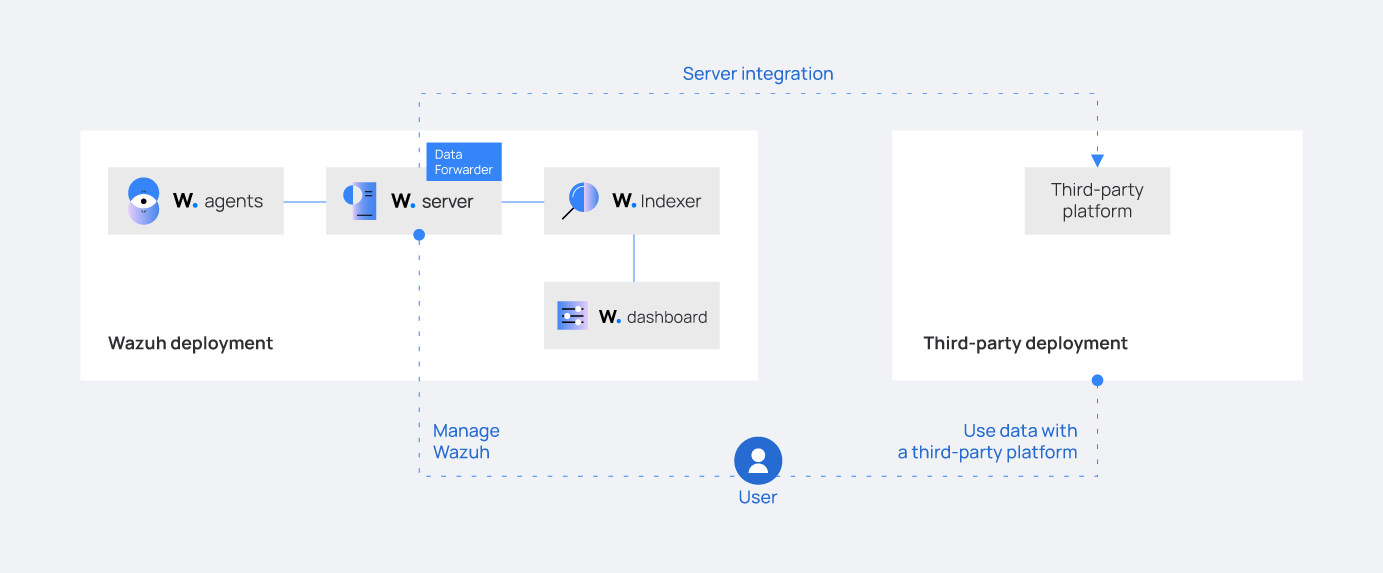 Server integration
Data
Forwarder
W. agents
W. server
W. Indexer
Third-party
platform
W. dashboard
Wazuh deployment
Third-party deployment
Manage
Wazuh
Use data with
a third-party platform
User